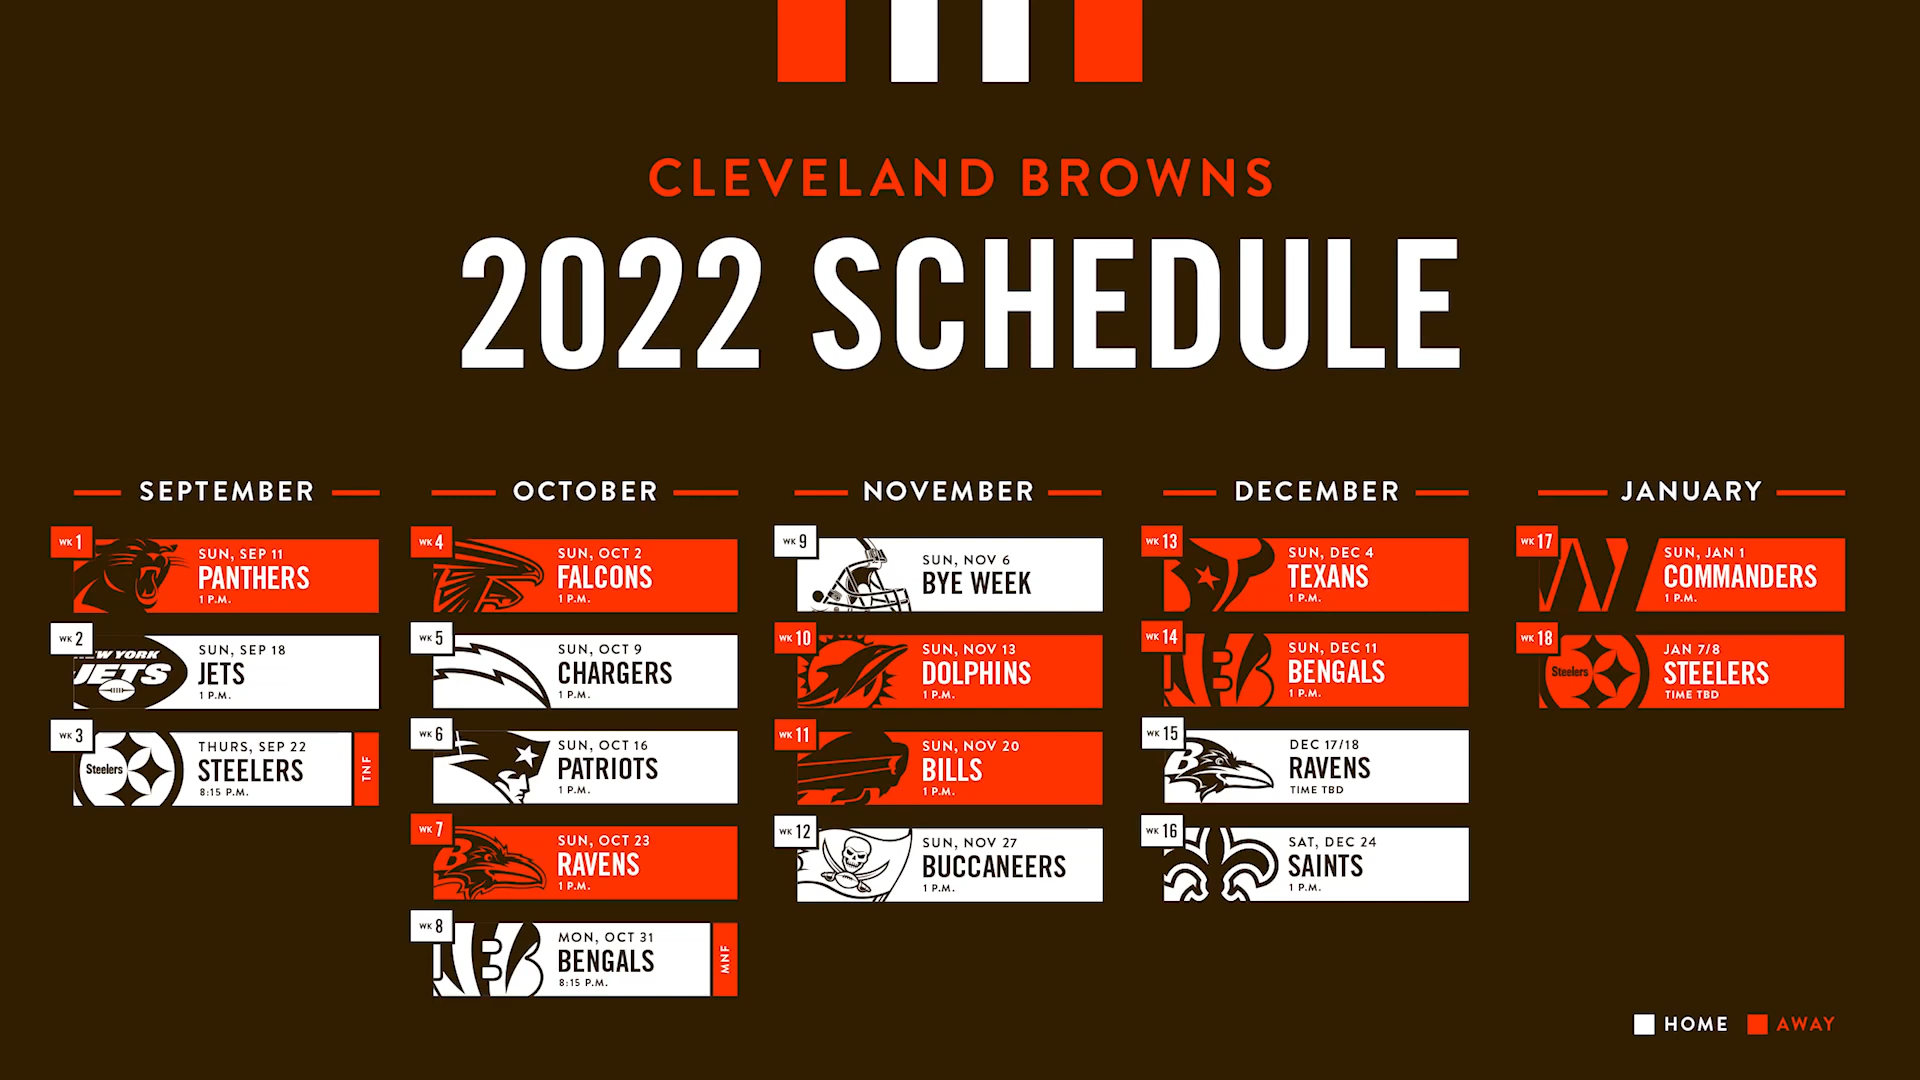 CLEVELAND BROWNS
2022 SCHEDULE
SEPTEMBER
WK 1
SUN, SEP 11
PANTHERS
1 P.M.
WK 2
NEW YORK
JETS
SUN, SEP 18
JETS
1 P.M.
WK 3
Steelers
THURS, SEP 22
STEELERS
8:15 P.M.
TNF
OCTOBER
WK 4
SUN, OCT 2
FALCONS
1 P.M.
WK 5
SUN, OCT 9
CHARGERS
1 P.M.
WK 6
SUN, OCT 16
PATRIOTS
1 P.M.
WK 7
B
SUN, OCT 23
RAVENS
1 P.M.
WK 8
MON, OCT 31
BENGALS
8:15 P.M.
MNF
NOVEMBER
WK 9
SUN, NOV 6
BYE WEEK
WK 10
SUN, NOV 13
DOLPHINS
1 P.M.
WK 11
SUN, NOV 20
BILLS
1 P.M.
WK 12
SUN, NOV 27
BUCCANEERS
1 P.M.
DECEMBER
WK 13
SUN, DEC 4
TEXANS
1 P.M.
WK 14
SUN, DEC 11
BENGALS
1 P.M.
WK 15
B
DEC 17/18
RAVENS
TIME TBD
WK 16
SAT, DEC 24
SAINTS
1 P.M.
JANUARY
WK 17
SUN, JAN 1
COMMANDERS
1 P.M.
WK 18
Steelers
JAN 7/8
STEELERS
TIME TBD
HOME
AWAY